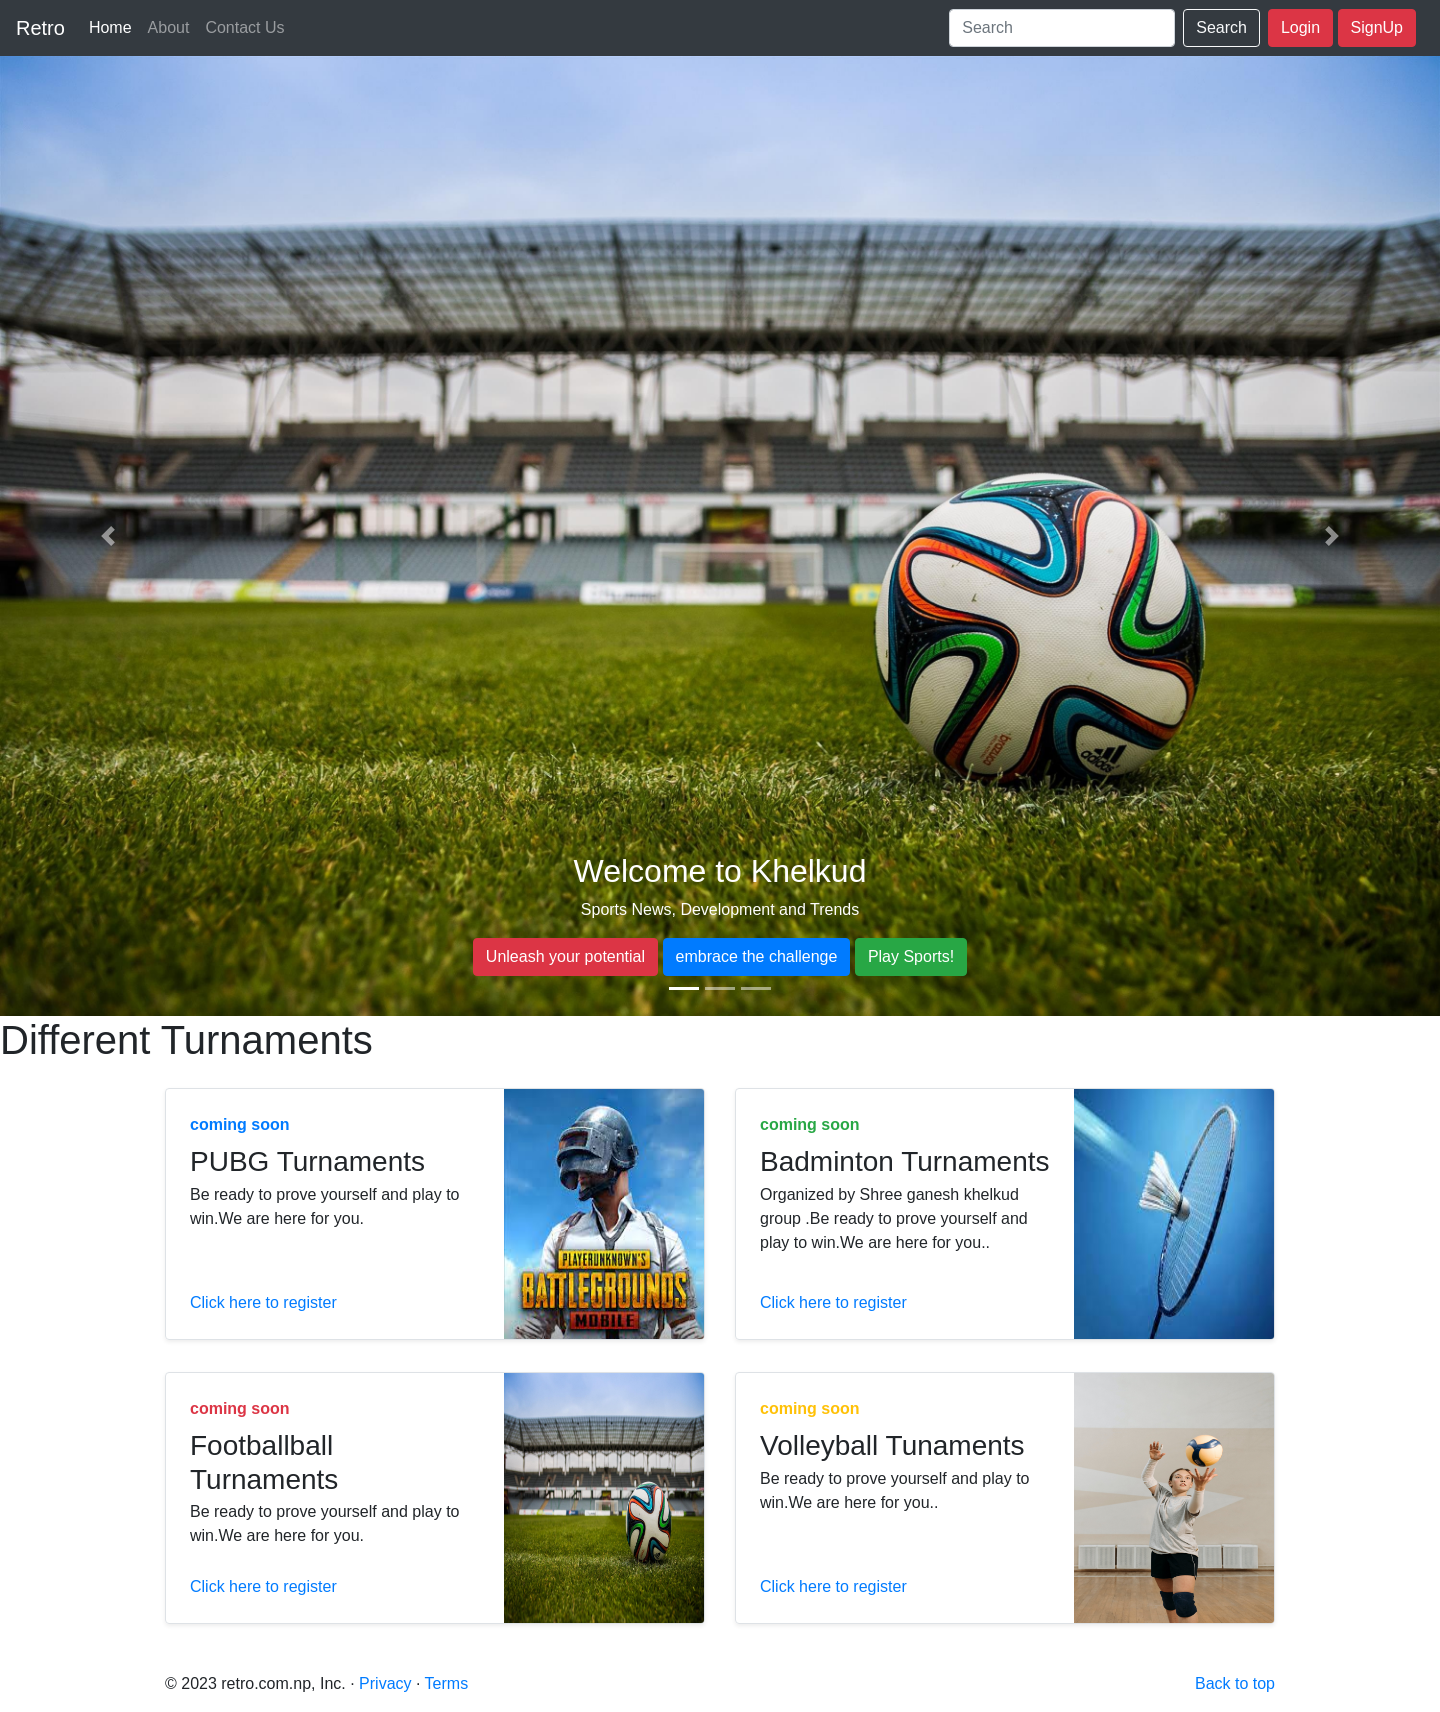 Retro Home About Contact Us Search Search Login SignUp
brazuca
adidas
Welcome to Khelkud
Sports News, Development and Trends
Unleash your potential embrace the challenge Play Sports!
Different Turnaments
coming soon
PUBG Turnaments
Be ready to prove yourself and play to
win.We are here for you.
Click here to register
PLAYERUNKNOWN'S
BATTLEGROUNDS
MOBILE
coming soon
Badminton Turnaments
Organized by Shree ganesh khelkud
group .Be ready to prove yourself and
play to win.We are here for you..
Click here to register
coming soon
Footballball
Turnaments
Be ready to prove yourself and play to
win.We are here for you.
Click here to register
coming soon
Volleyball Tunaments
Be ready to prove yourself and play to
win.We are here for you..
Click here to register
© 2023 retro.com.np, Inc. · Privacy · Terms
Back to top